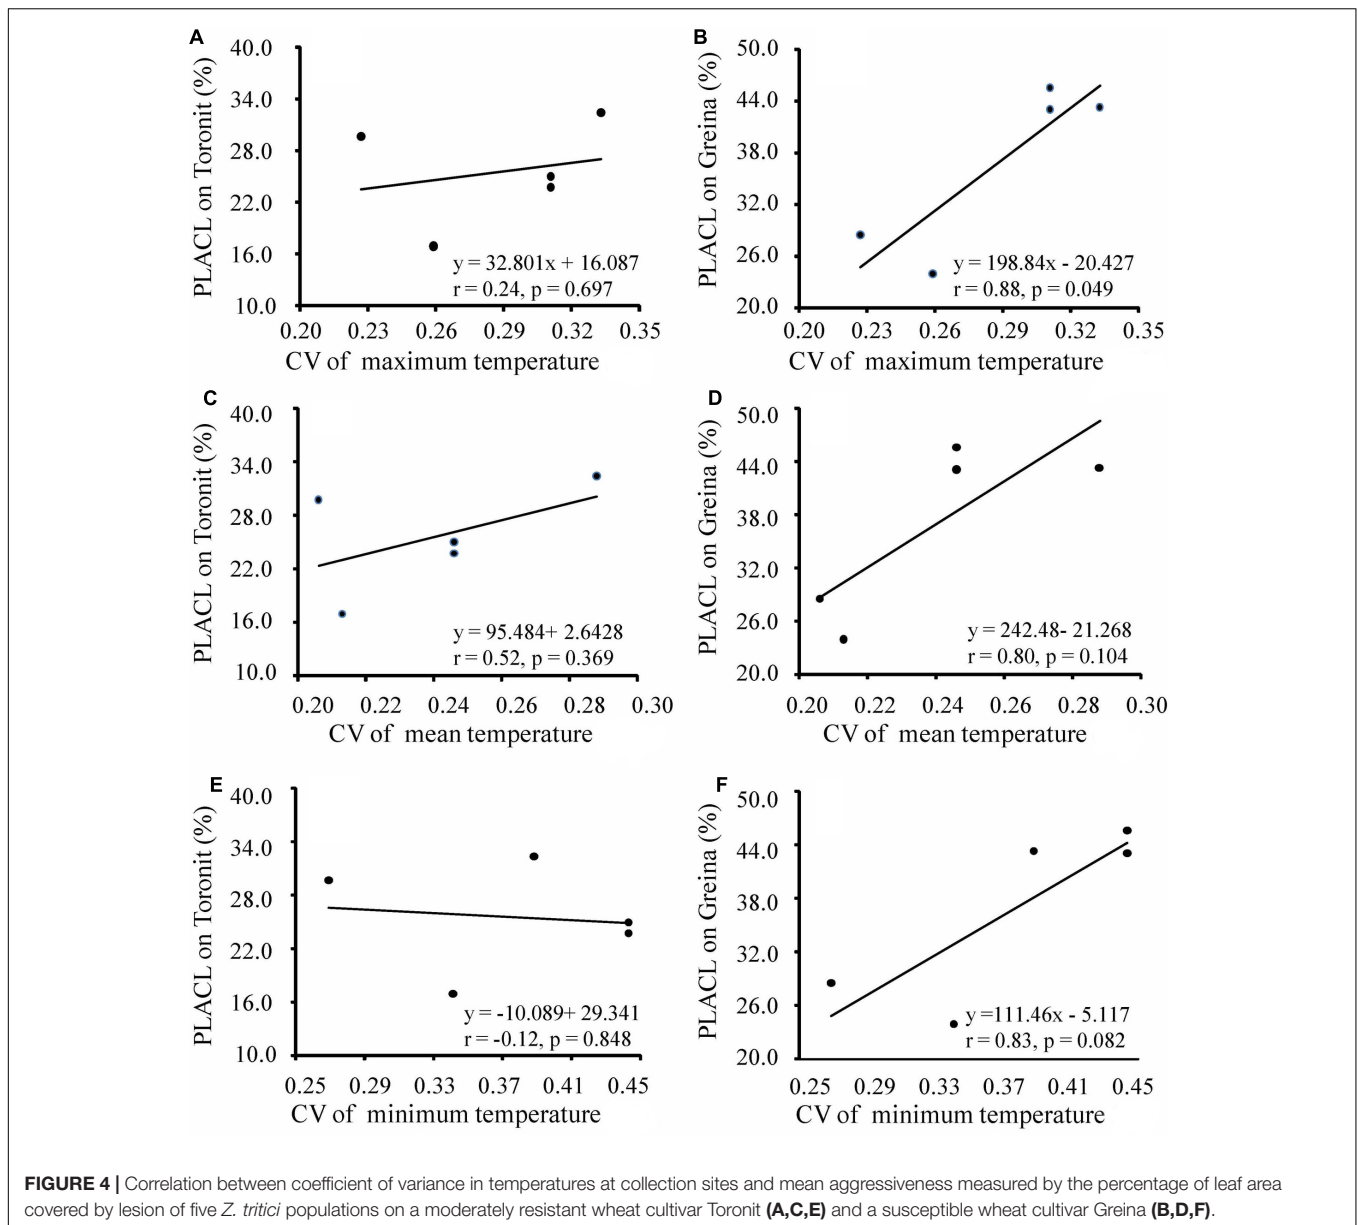 A
B
PLACL on Toronit (%)
40.0
34.0
28.0
22.0
16.0
10.0
y = 32.801x + 16.087
r = 0.24, p = 0.697
0.20 0.23 0.26 0.29 0.32 0.35
CV of maximum temperature
PLACL on Greina (%)
50.0
44.0
38.0
32.0
26.0
20.0
y = 198.84x - 20.427
r = 0.88, p = 0.049
0.20 0.23 0.26 0.29 0.32 0.35
CV of maximum temperature
C
D
PLACL on Toronit (%)
40.0
34.0
28.0
22.0
16.0
10.0
y = 95.484+ 2.6428
r = 0.52, p = 0.369
0.20 0.22 0.24 0.26 0.28 0.30
CV of mean temperature
PLACL on Greina (%)
50.0
44.0
38.0
32.0
26.0
20.0
y = 242.48- 21.268
r = 0.80, p = 0.104
0.20 0.22 0.24 0.26 0.28 0.30
CV of mean temperature
E
F
PLACL on Toronit (%)
40.0
34.0
28.0
22.0
16.0
10.0
y = -10.089+ 29.341
r = -0.12, p = 0.848
0.25 0.29 0.33 0.37 0.41 0.45
CV of minimum temperature
PLACL on Greina (%)
50.0
44.0
38.0
32.0
26.0
20.0
y =111.46x - 5.117
r = 0.83, p = 0.082
0.25 0.29 0.33 0.37 0.41 0.45
CV of minimum temperature
FIGURE 4 | Correlation between coefficient of variance in temperatures at collection sites and mean aggressiveness measured by the percentage of leaf area
covered by lesion of five Z. tritici populations on a moderately resistant wheat cultivar Toronit (A,C,E) and a susceptible wheat cultivar Greina (B,D,F).